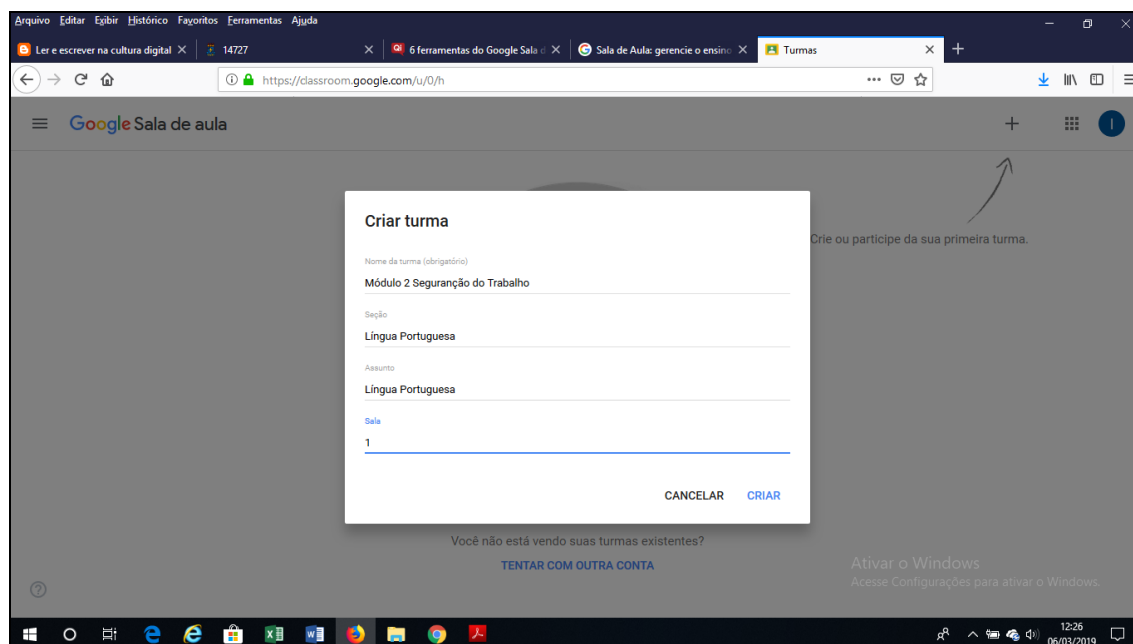 Arquivo Editar Exibir Histórico Favoritos Ferramentas Ajuda
Ler e escrever na cultura digital 14727 6 ferramentas do Google Sala d Sala de Aula: gerencie o ensino Turmas
https://classroom.google.com/u/0/h
Google Sala de aula
Crie ou participe da sua primeira turma.
Criar turma
Nome da turma (obrigatório)
Módulo 2 Seguranção do Trabalho
Seção
Língua Portuguesa
Assunto
Língua Portuguesa
Sala
1
CANCELAR CRIAR
Você não está vendo suas turmas existentes?
TENTAR COM OUTRA CONTA
Ativar o Windows
Acesse Configurações para ativar o Windows.
12:26
06/03/2019